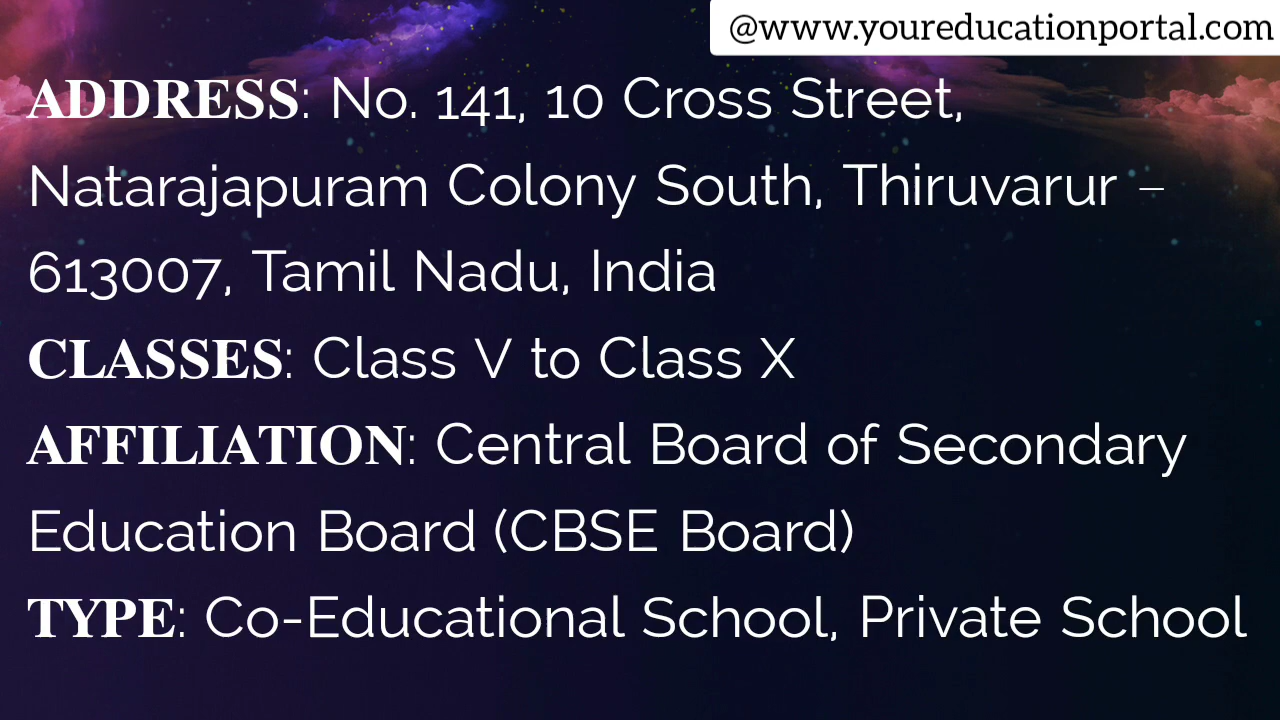 @www.youreducationportal.com
ADDRESS: No. 141, 10 Cross Street,
Natarajapuram Colony South, Thiruvarur –
613007, Tamil Nadu, India
CLASSES: Class V to Class X
AFFILIATION: Central Board of Secondary
Education Board (CBSE Board)
TYPE: Co-Educational School, Private School